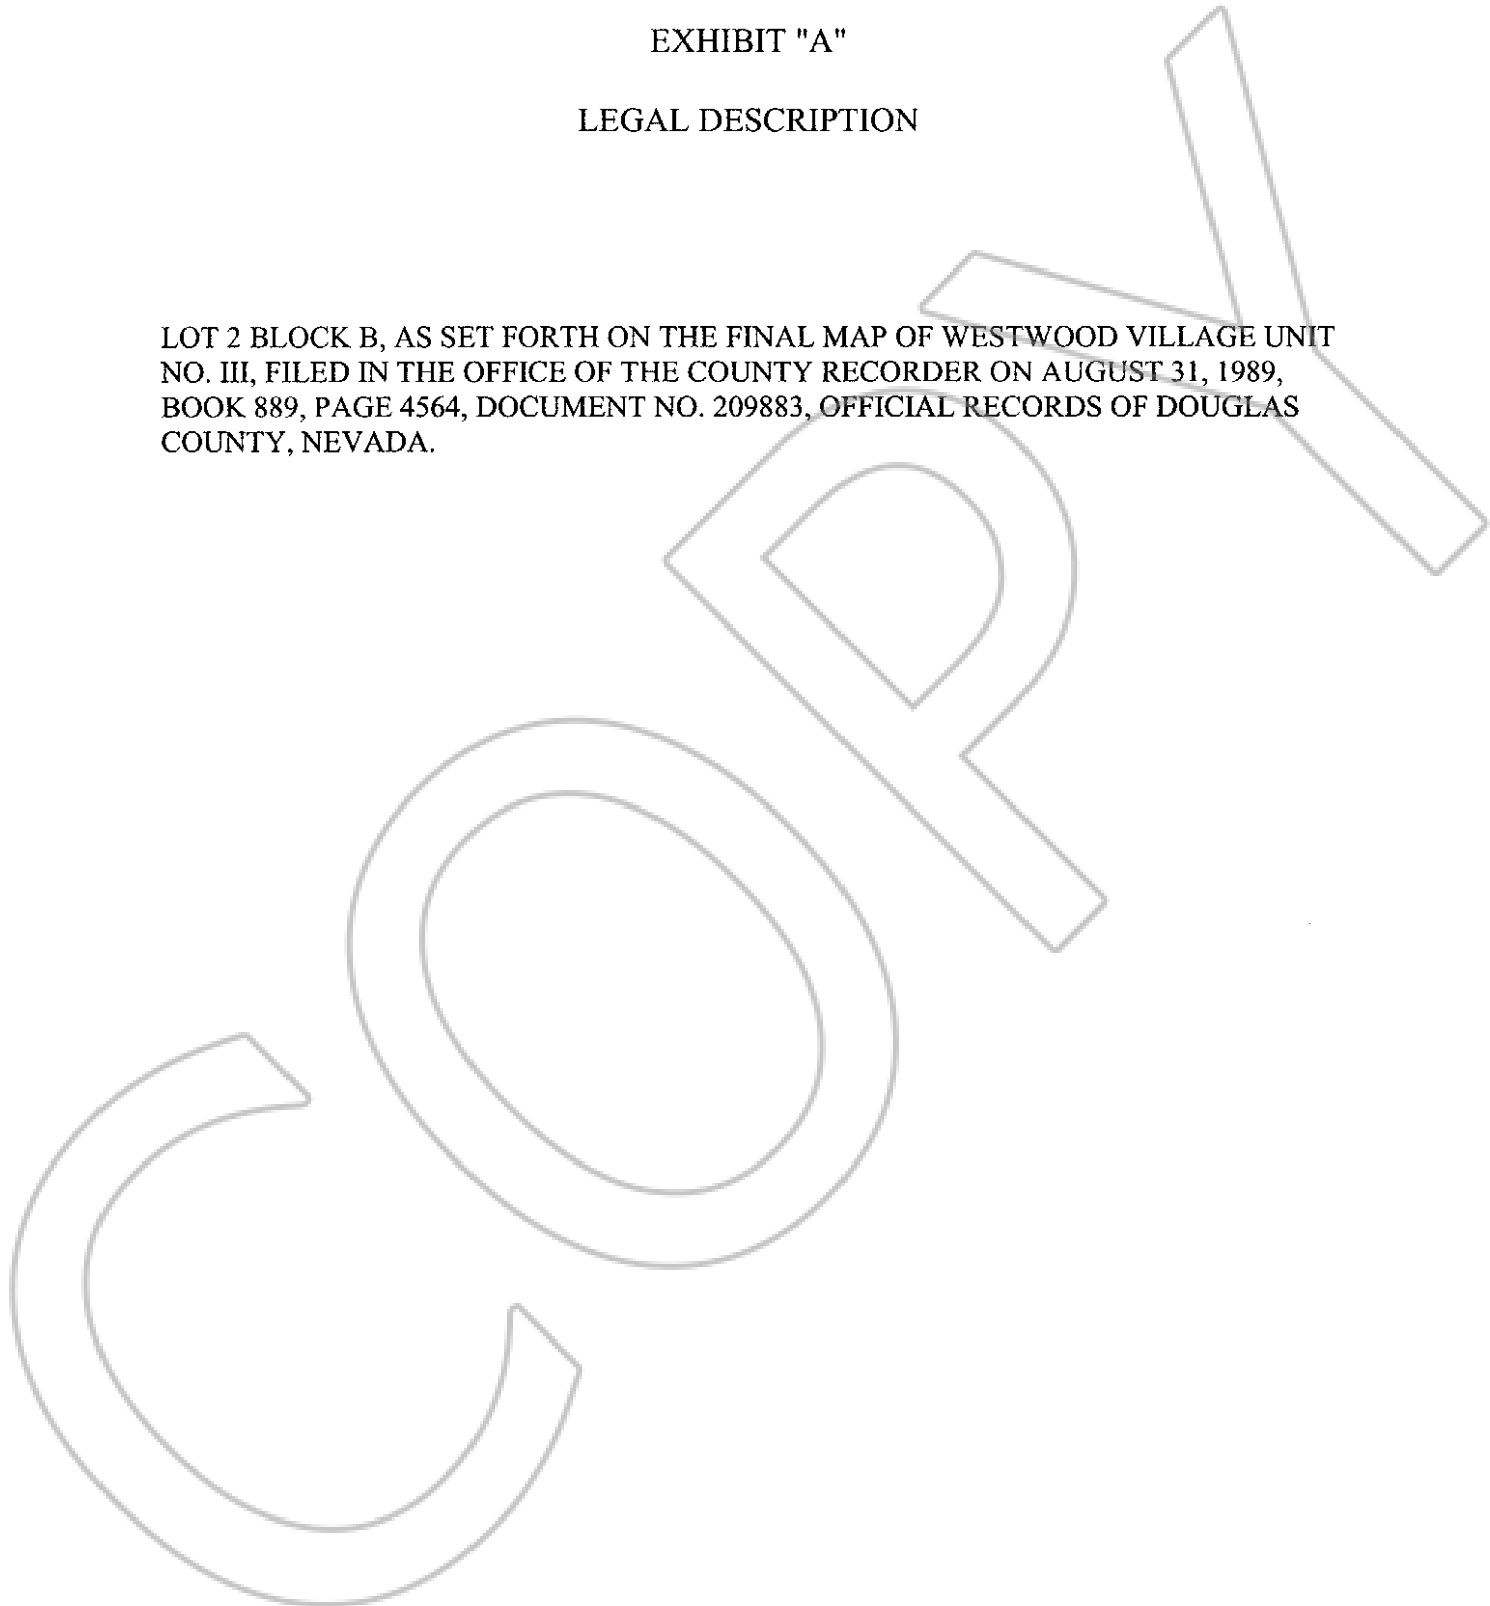 EXHIBIT "A"
LEGAL DESCRIPTION
LOT 2 BLOCK B, AS SET FORTH ON THE FINAL MAP OF WESTWOOD VILLAGE UNIT
NO. III, FILED IN THE OFFICE OF THE COUNTY RECORDER ON AUGUST 31, 1989,
BOOK 889, PAGE 4564, DOCUMENT NO. 209883, OFFICIAL RECORDS OF DOUGLAS
COUNTY, NEVADA.
COPY